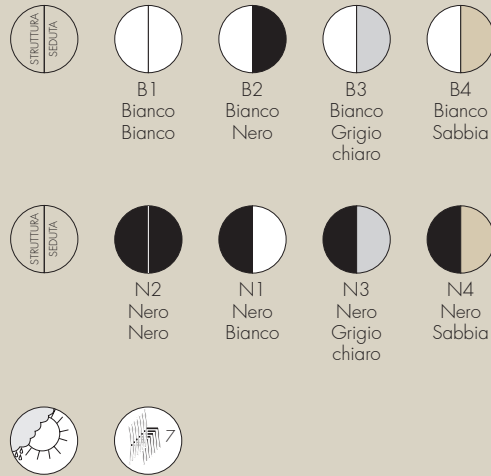 STRUTTURA
SEDUTA
B1
Bianco
Bianco
B2
Bianco
Nero
B3
Bianco
Grigio
chiaro
B4
Bianco
Sabbia
STRUTTURA
SEDUTA
N2
Nero
Nero
N1
Nero
Bianco
N3
Nero
Grigio
chiaro
N4
Nero
Sabbia
7